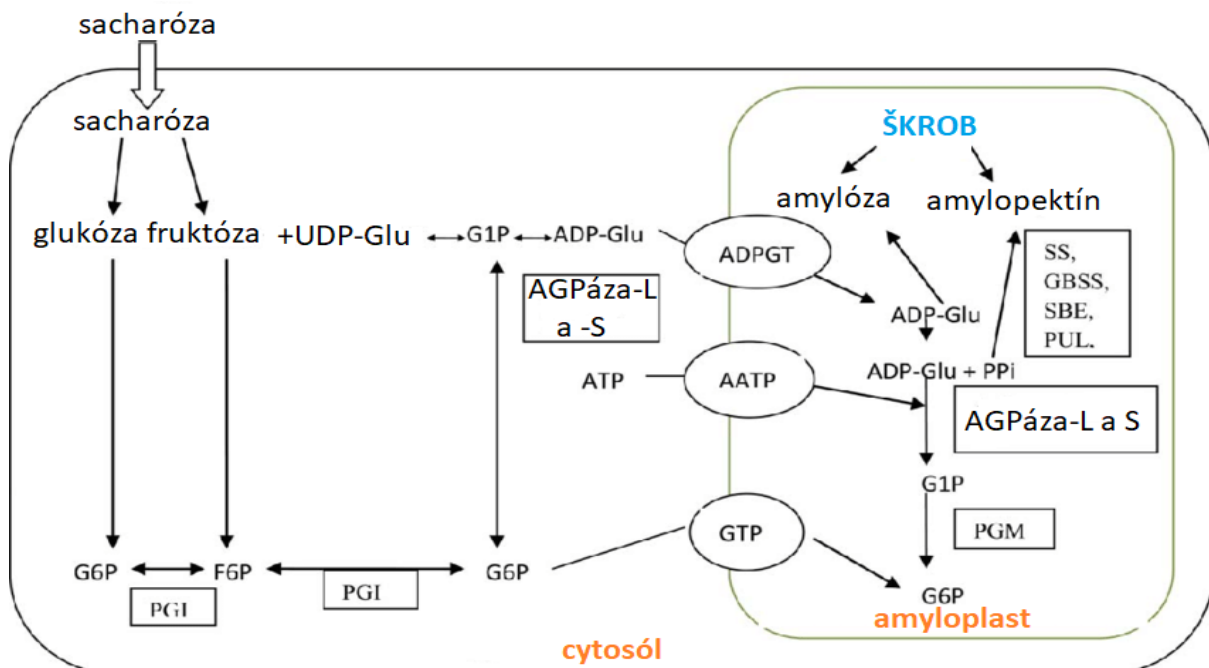 sacharóza
sacharóza
glukóza fruktóza +UDP-Glu G1P ADP-Glu
AGPáza-L
a -S
ADPGT
ŠKROB
amylóza amylopektín
SS,
GBSS,
SBE,
PUL.
ADP-Glu
ADP-Glu + PPi
ATP AATP
AGPáza-L a S
G1P
PGM
GTP
G6P
G6P F6P G6P
PGI PGI
amyloplast
cytosól